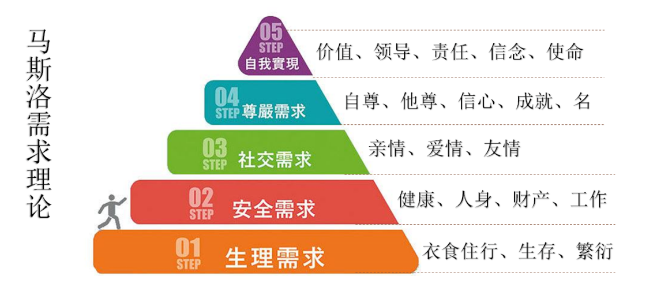 马斯洛需求理论
05
STEP
自我實現
价值、领导、责任、信念、使命
04
STEP
尊嚴需求
自尊、他尊、信心、成就、名
03
STEP
社交需求
亲情、爱情、友情
02
STEP
安全需求
健康、人身、财产、工作
01
STEP
生理需求
衣食住行、生存、繁衍